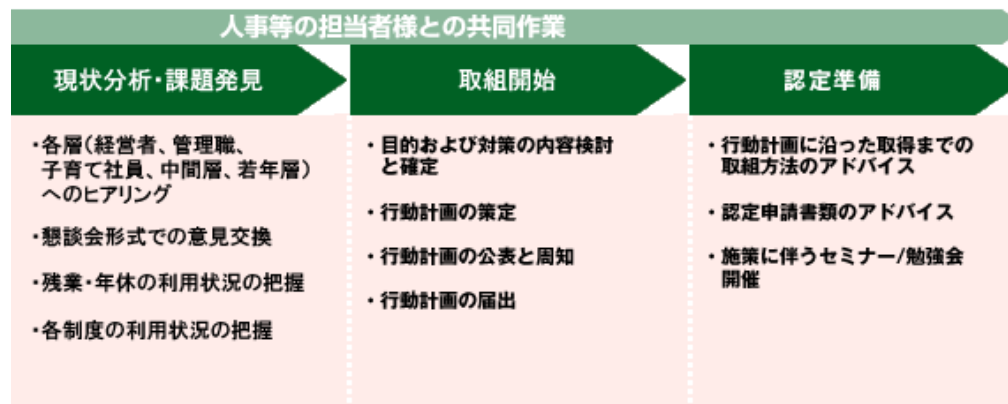 人事等の担当者様との共同作業
現状分析・課題発見
・各層(経営者、管理職、
子育て社員、中間層、若年層)
へのヒアリング
・懇談会形式での意見交換
・残業・年休の利用状況の把握
・各制度の利用状況の把握
取組開始
・目的および対策の内容検討
と確定
・行動計画の策定
・行動計画の公表と周知
・行動計画の届出
認定準備
・行動計画に沿った取得までの
取組方法のアドバイス
・認定申請書類のアドバイス
・施策に伴うセミナー/勉強会
開催